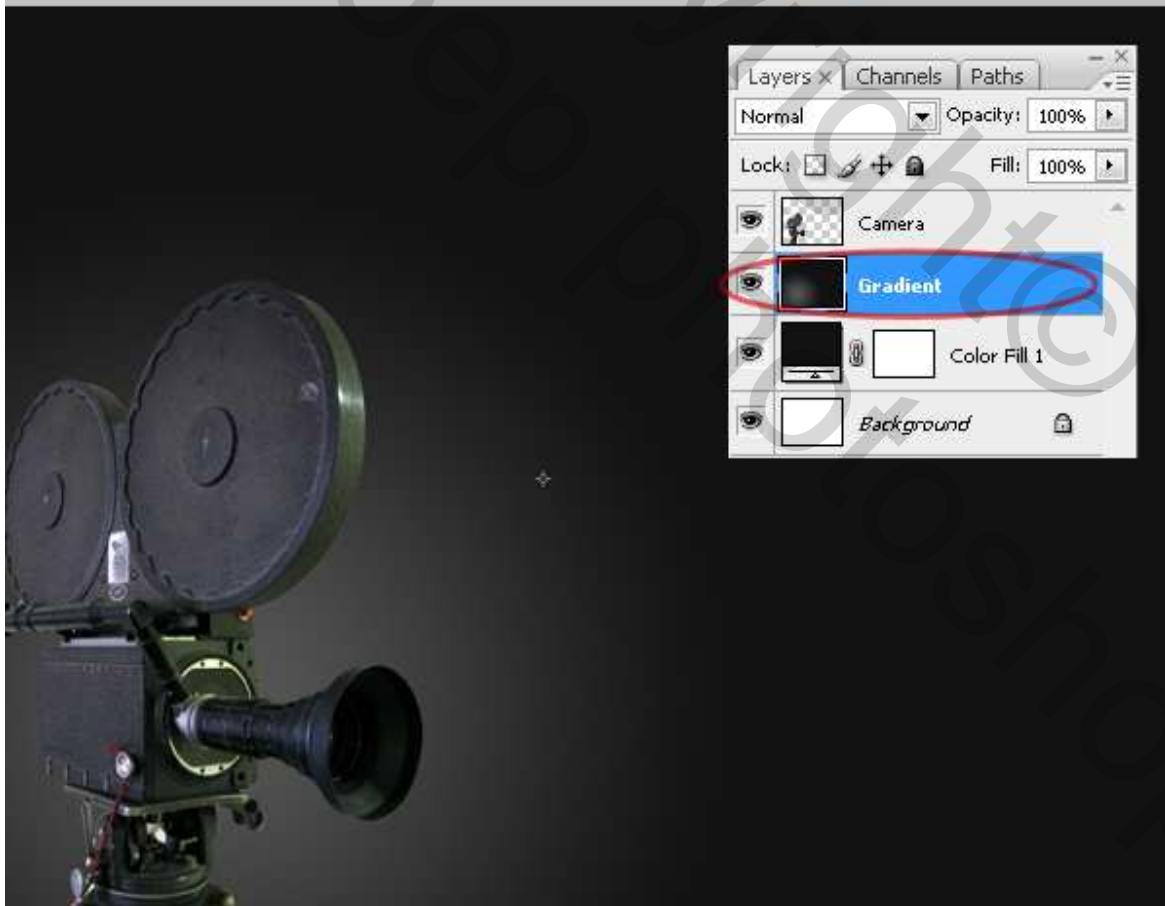 Layers × Channels Paths
Normal Opacity: 100%
Lock: Fill: 100%
Camera
Gradient
Color Fill 1
Background